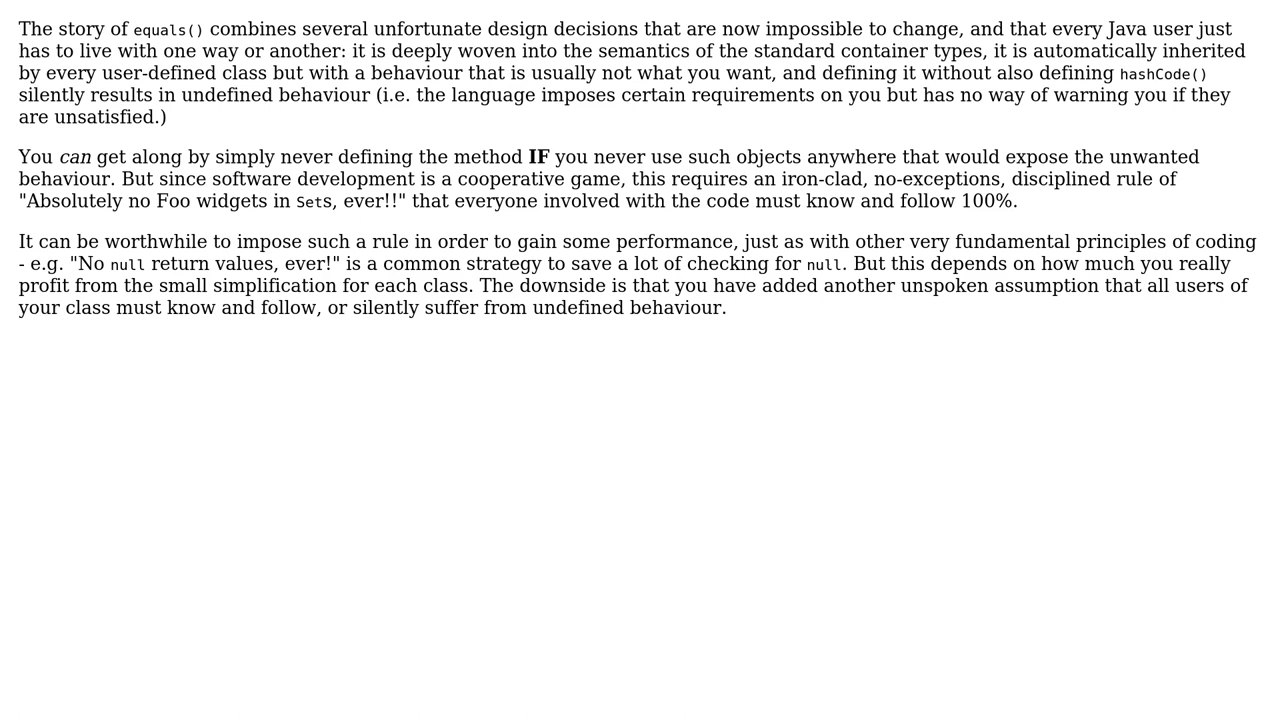 The story of equals() combines several unfortunate design decisions that are now impossible to change, and that every Java user just
has to live with one way or another: it is deeply woven into the semantics of the standard container types, it is automatically inherited
by every user-defined class but with a behaviour that is usually not what you want, and defining it without also defining hashCode()
silently results in undefined behaviour (i.e. the language imposes certain requirements on you but has no way of warning you if they
are unsatisfied.)
You can get along by simply never defining the method IF you never use such objects anywhere that would expose the unwanted
behaviour. But since software development is a cooperative game, this requires an iron-clad, no-exceptions, disciplined rule of
"Absolutely no Foo widgets in Sets, ever!!" that everyone involved with the code must know and follow 100%.
It can be worthwhile to impose such a rule in order to gain some performance, just as with other very fundamental principles of coding
- e.g. "No null return values, ever!" is a common strategy to save a lot of checking for null. But this depends on how much you really
profit from the small simplification for each class. The downside is that you have added another unspoken assumption that all users of
your class must know and follow, or silently suffer from undefined behaviour.